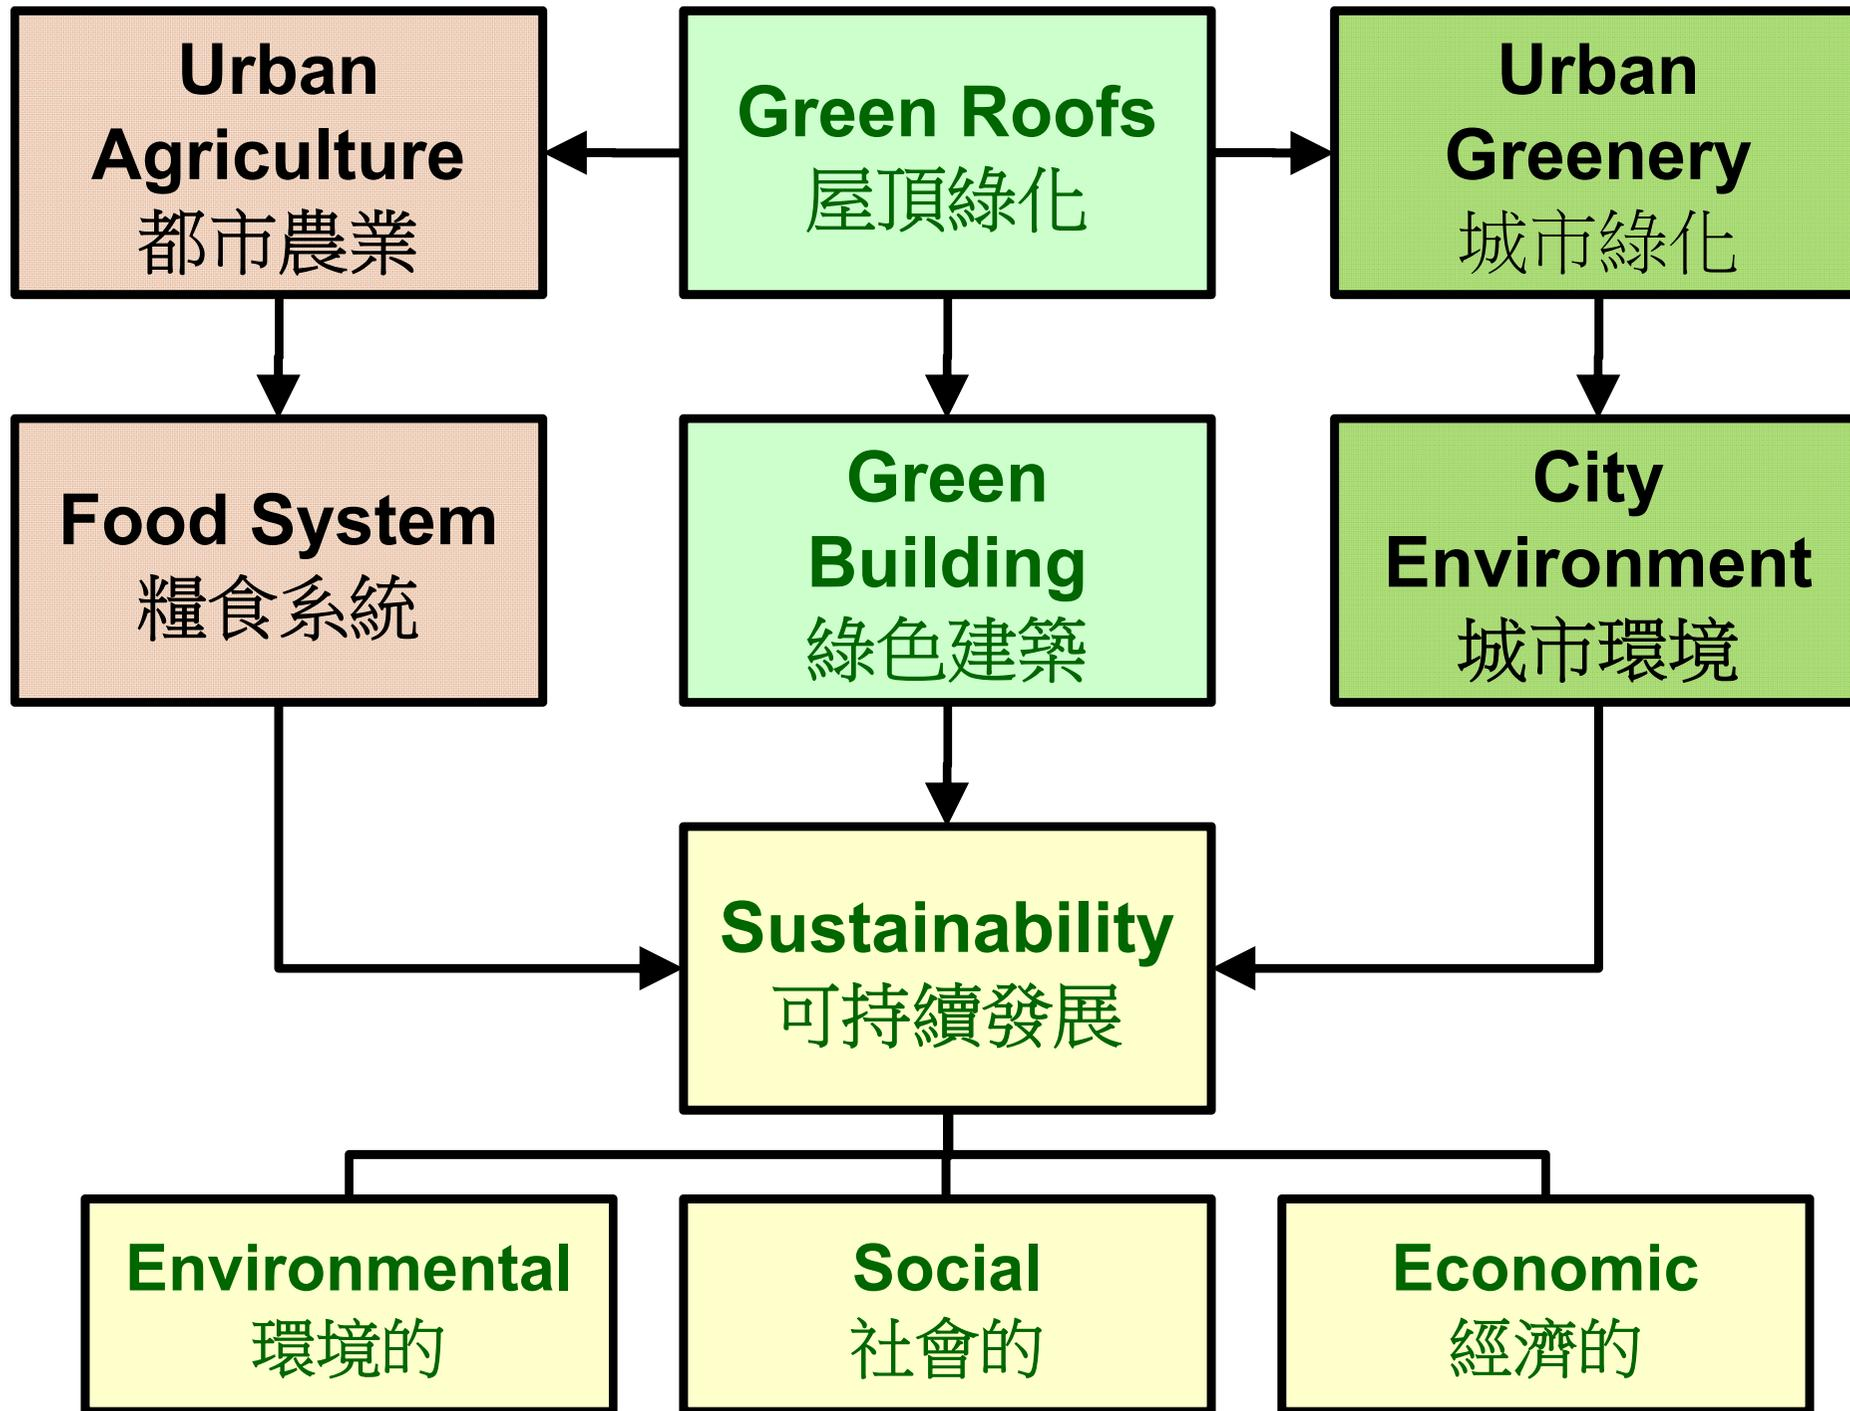 Urban
Agriculture
都市農業
Green Roofs
屋頂綠化
Urban
Greenery
城市綠化
Food System
糧食系統
Green
Building
綠色建築
City
Environment
城市環境
Sustainability
可持續發展
Environmental
環境的
Social
社會的
Economic
經濟的